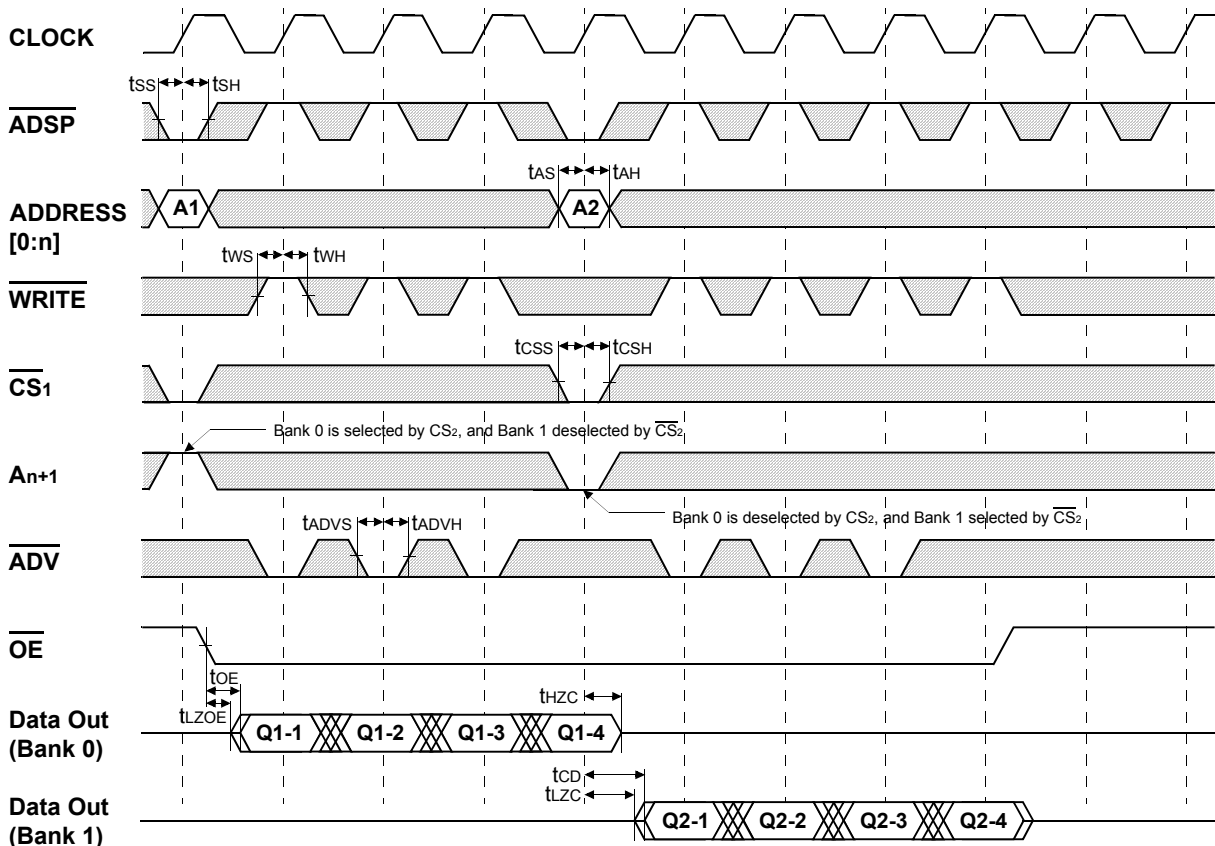 CLOCK
tSS tSH
ADSP
tAS tAH
ADDRESS
[0:n]
A1 A2
tWS tWH
WRITE
tCSS tCSH
CS1
Bank 0 is selected by CS2, and Bank 1 deselected by CS2
An+1
Bank 0 is deselected by CS2, and Bank 1 selected by CS2
tADVS tADVH
ADV
OE
tOE
tLZOE
tHZC
Data Out
(Bank 0)
Q1-1 Q1-2 Q1-3 Q1-4
tCD
tLZC
Data Out
(Bank 1)
Q2-1 Q2-2 Q2-3 Q2-4